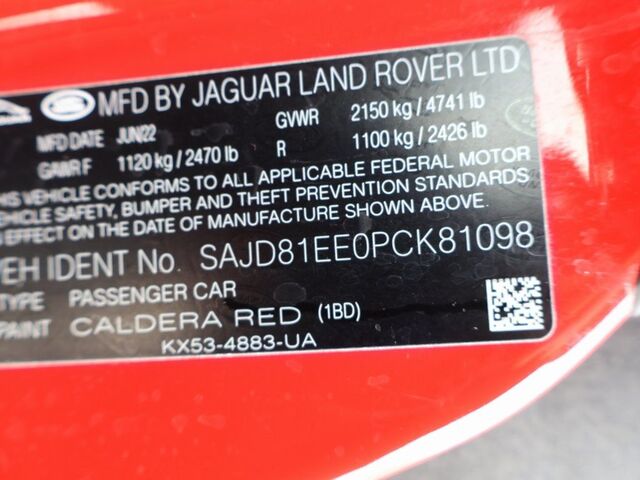 MFD BY JAGUAR LAND ROVER LTD
MFD DATE JUN22 GVWR 2150 kg / 4741 lb
GAWR F 1120 kg / 2470 lb R 1100 kg / 2426 lb
THIS VEHICLE CONFORMS TO ALL APPLICABLE FEDERAL MOTOR
VEHICLE SAFETY, BUMPER AND THEFT PREVENTION STANDARDS
IS EFFECT ON THE DATE OF MANUFACTURE SHOWN ABOVE.
VEH IDENT No. SAJD81EE0PCK81098
TYPE PASSENGER CAR
PAINT CALDERA RED (1BD)
KX53-4883-UA